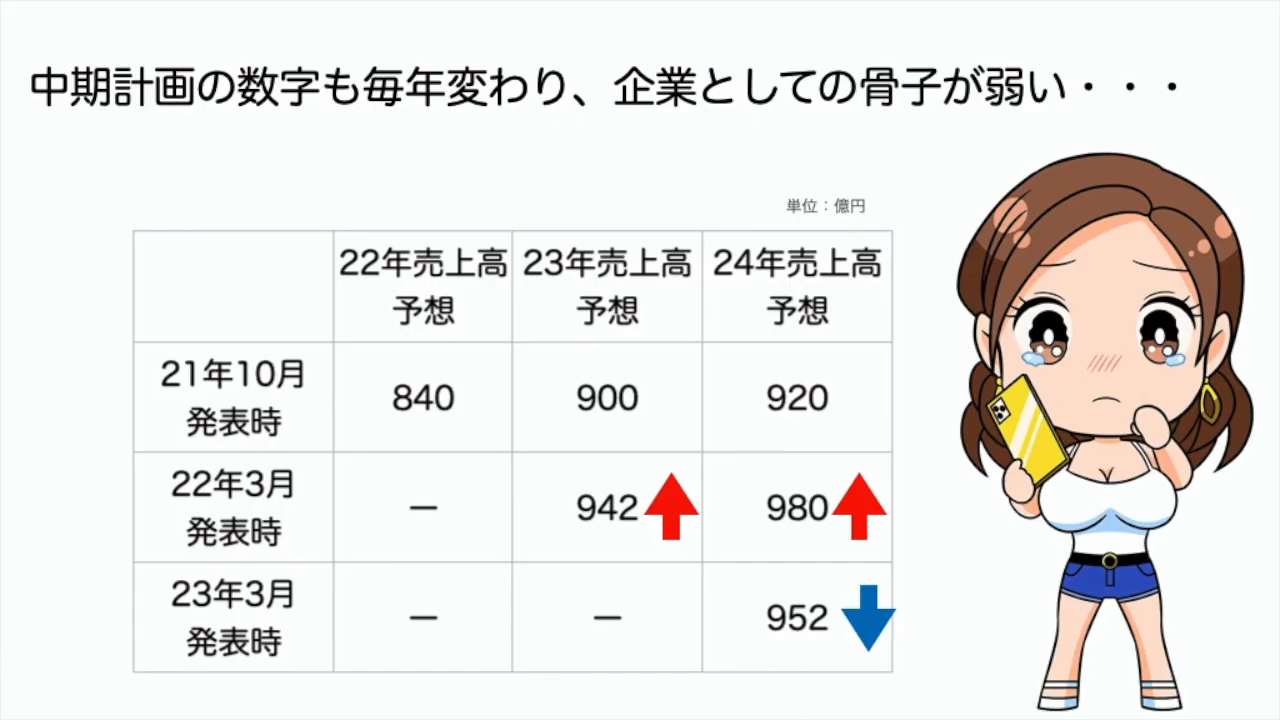 中期計画の数字も毎年変わり、企業としての骨子が弱い・・・
単位：億円
22年売上高 23年売上高 24年売上高
予想 予想 予想
21年10月
発表時 840 900 920
22年3月
発表時 ー 942 980
23年3月
発表時 ー ー 952